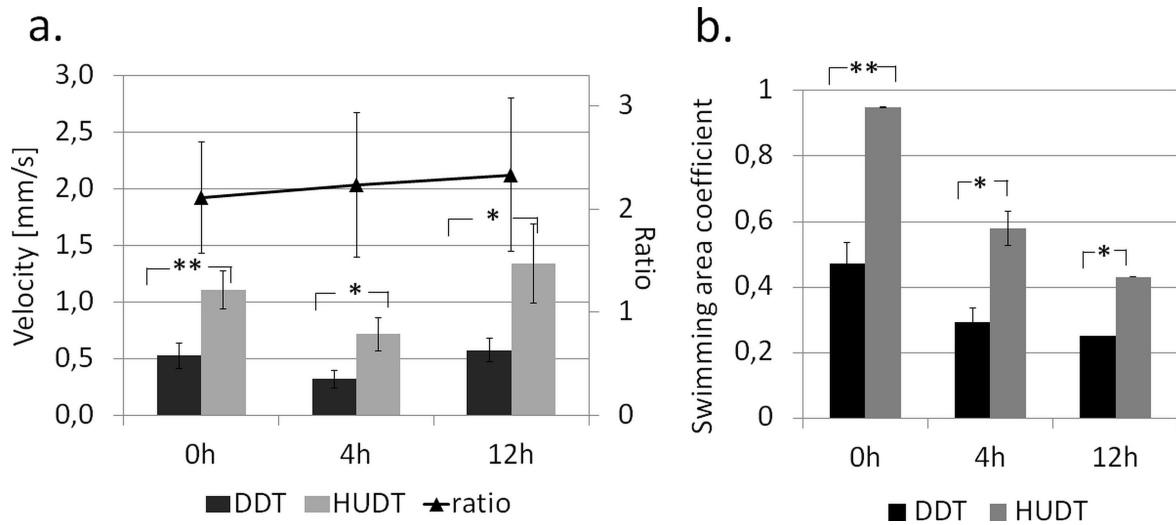 a.
3,0
2,5
2,0
1,5
1,0
0,5
0,0
Velocity [mm/s]
**
*
*
3
2
1
0
Ratio
0h 4h 12h
DDT HUDT ratio
b.
1
0,8
0,6
0,4
0,2
0
Swimming area coefficient
**
*
*
0h 4h 12h
DDT HUDT